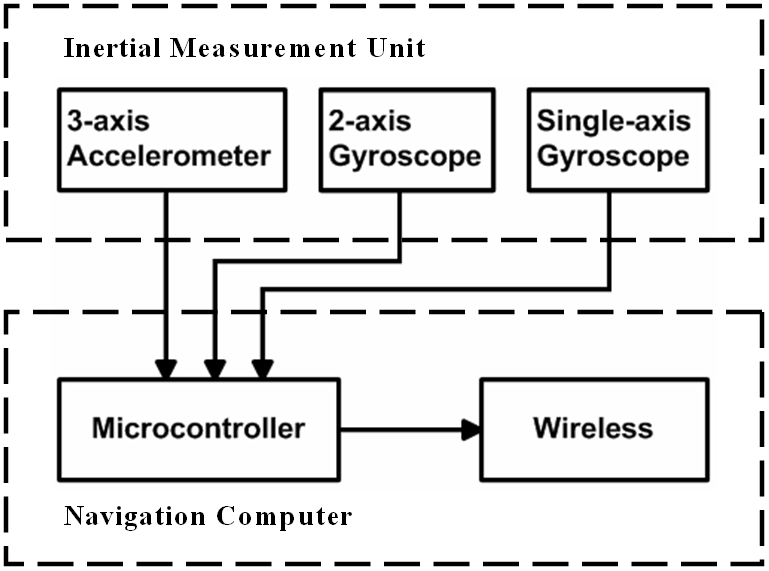 Inertial Measurement Unit
3-axis
Accelerometer
2-axis
Gyroscope
Single-axis
Gyroscope
Microcontroller
Wireless
Navigation Computer